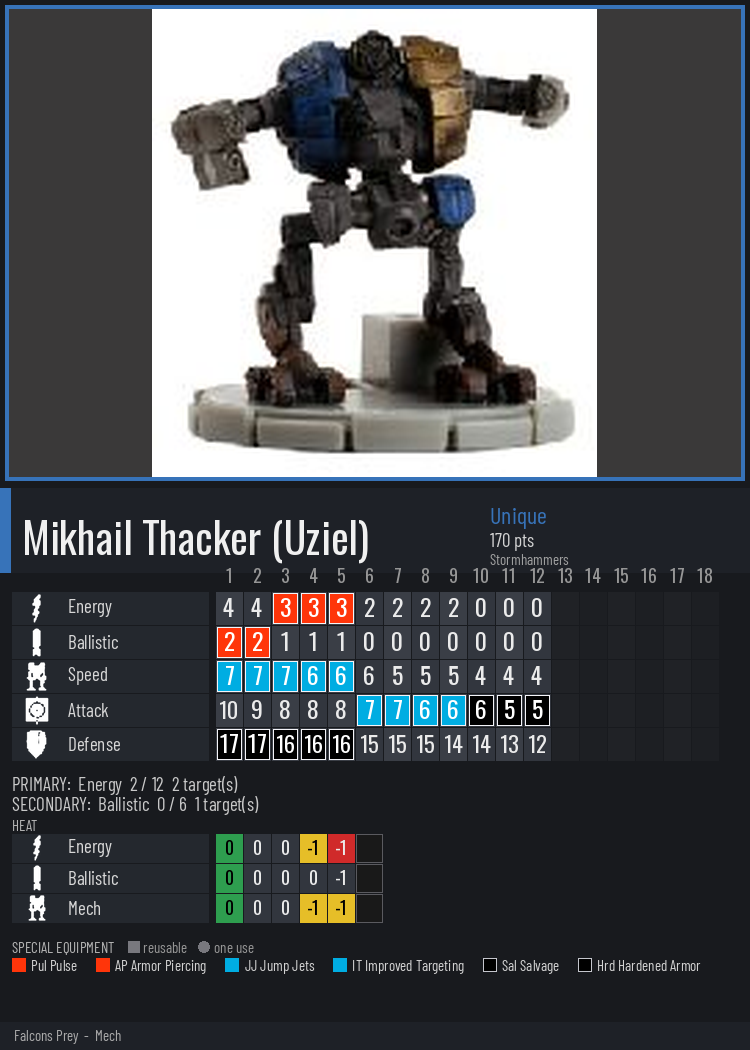 Mikhail Thacker (Uziel)
Unique
170 pts
Stormhammers
1 2 3 4 5 6 7 8 9 10 11 12 13 14 15 16 17 18
Energy 4 4 3 3 3 2 2 2 2 0 0 0
Ballistic 2 2 1 1 1 0 0 0 0 0 0 0
Speed 7 7 7 6 6 6 5 5 5 4 4 4
Attack 10 9 8 8 8 7 7 6 6 6 5 5
Defense 17 17 16 16 16 15 15 15 14 14 13 12
PRIMARY: Energy 2 / 12 2 target(s)
SECONDARY: Ballistic 0 / 6 1 target(s)
HEAT
Energy 0 0 0 -1 -1
Ballistic 0 0 0 0 -1
Mech 0 0 0 -1 -1
SPECIAL EQUIPMENT reusable one use
Pul Pulse AP Armor Piercing JJ Jump Jets IT Improved Targeting Sal Salvage Hrd Hardened Armor
Falcons Prey - Mech